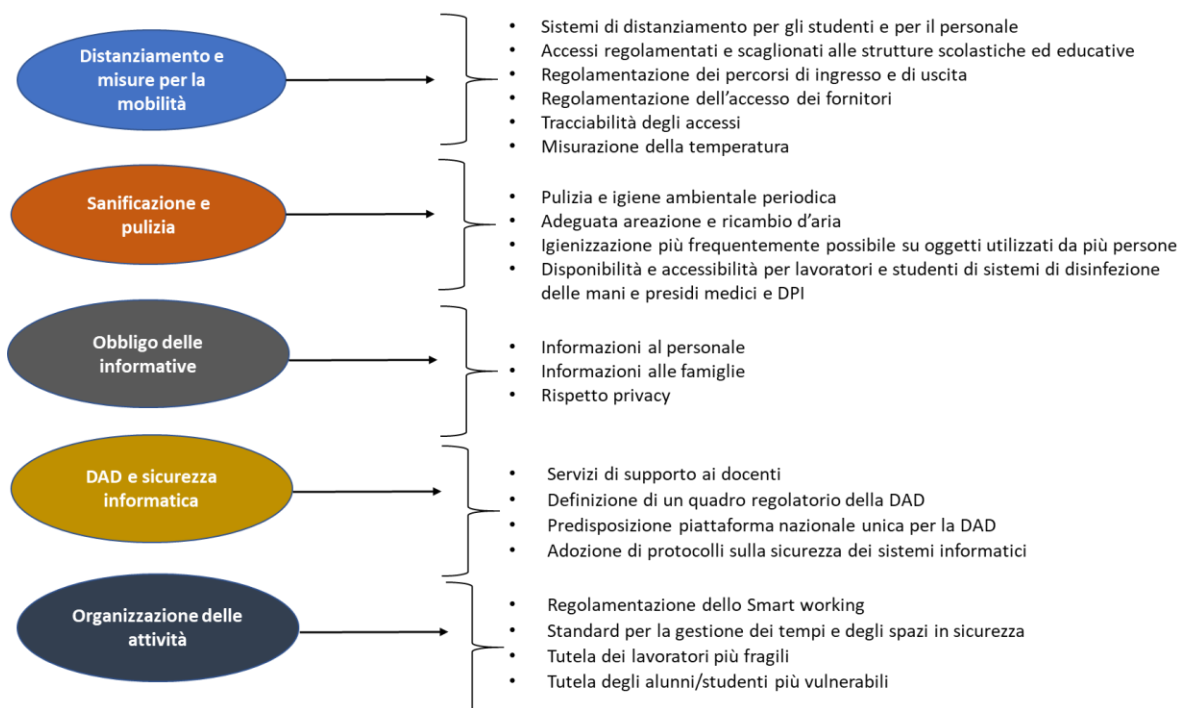 Distanziamento e
misure per la
mobilità
• Sistemi di distanziamento per gli studenti e per il personale
• Accessi regolamentati e scaglionati alle strutture scolastiche ed educative
• Regolamentazione dei percorsi di ingresso e di uscita
• Regolamentazione dell’accesso dei fornitori
• Tracciabilità degli accessi
• Misurazione della temperatura
Sanificazione e
pulizia
• Pulizia e igiene ambientale periodica
• Adeguata areazione e ricambio d’aria
• Igienizzazione più frequentemente possibile su oggetti utilizzati da più persone
• Disponibilità e accessibilità per lavoratori e studenti di sistemi di disinfezione
delle mani e presidi medici e DPI
Obbligo delle
informative
• Informazioni al personale
• Informazioni alle famiglie
• Rispetto privacy
DAD e sicurezza
informatica
• Servizi di supporto ai docenti
• Definizione di un quadro regolatorio della DAD
• Predisposizione piattaforma nazionale unica per la DAD
• Adozione di protocolli sulla sicurezza dei sistemi informatici
Organizzazione delle
attività
• Regolamentazione dello Smart working
• Standard per la gestione dei tempi e degli spazi in sicurezza
• Tutela dei lavoratori più fragili
• Tutela degli alunni/studenti più vulnerabili